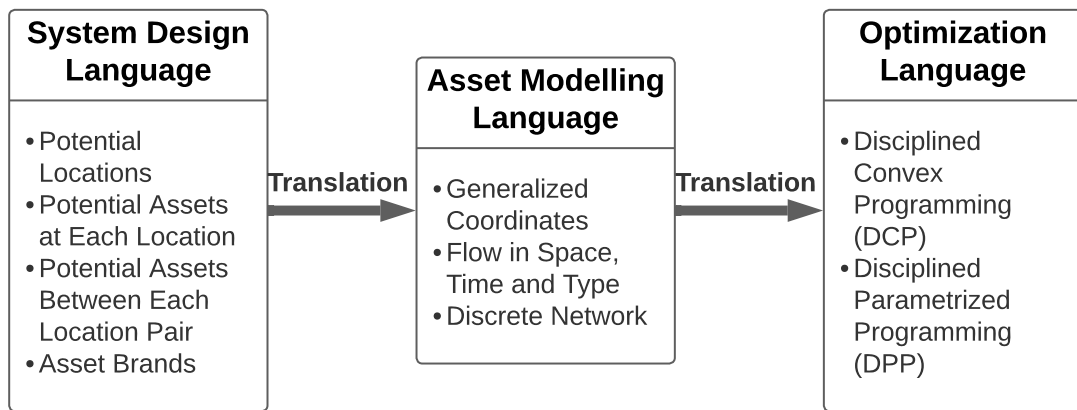 System Design
Language
• Potential
Locations
• Potential Assets
at Each Location
• Potential Assets
Between Each
Location Pair
• Asset Brands
Translation
Asset Modelling
Language
• Generalized
Coordinates
• Flow in Space,
Time and Type
• Discrete Network
Translation
Optimization
Language
• Disciplined
Convex
Programming
(DCP)
• Disciplined
Parametrized
Programming
(DPP)